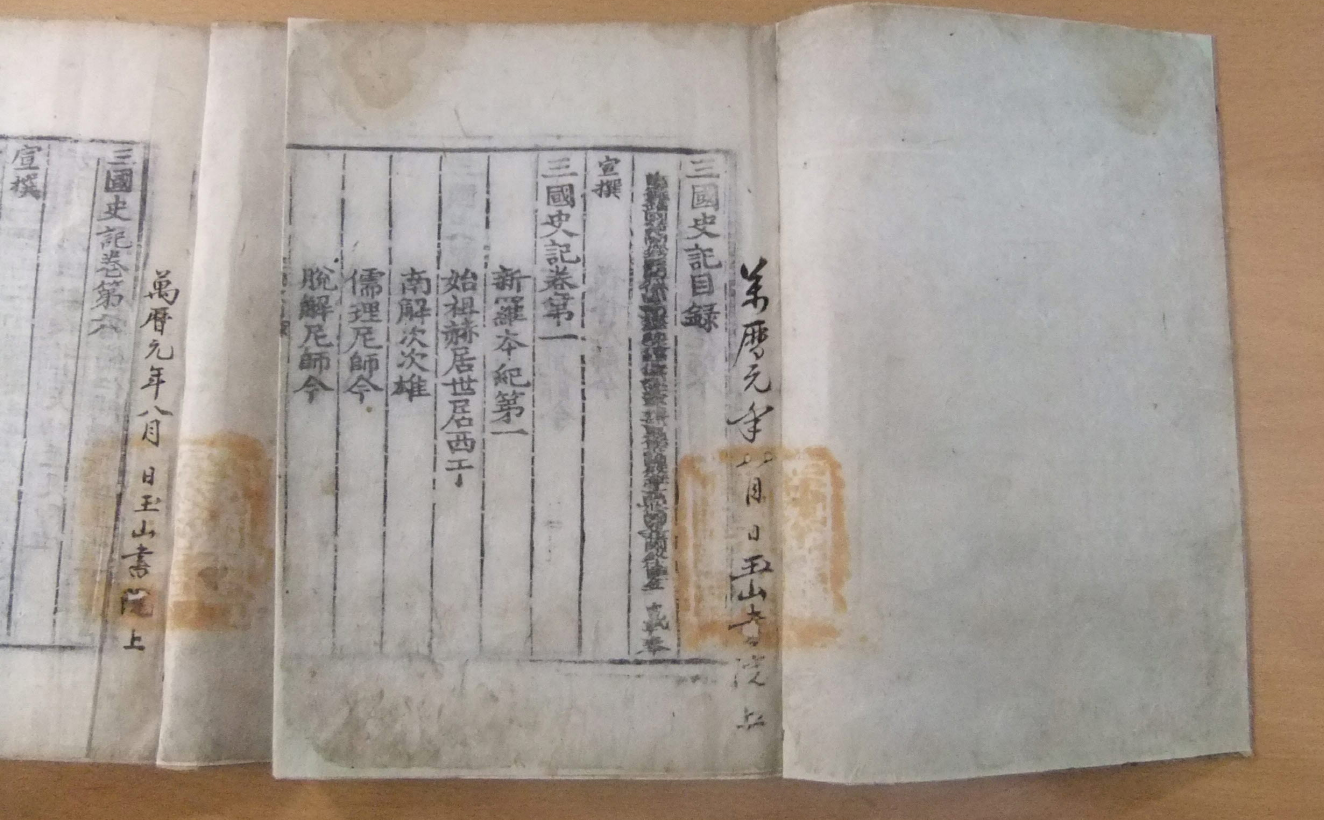 萬曆元年八月 日玉山書院上
三國史記目錄
宣撰
三國史記卷第一
新羅本紀第一
始祖赫居世居西干
南解次次雄
儒理尼師今
脫解尼師今
萬曆元年八月 日玉山書院上
三國史記卷第六
宣撰